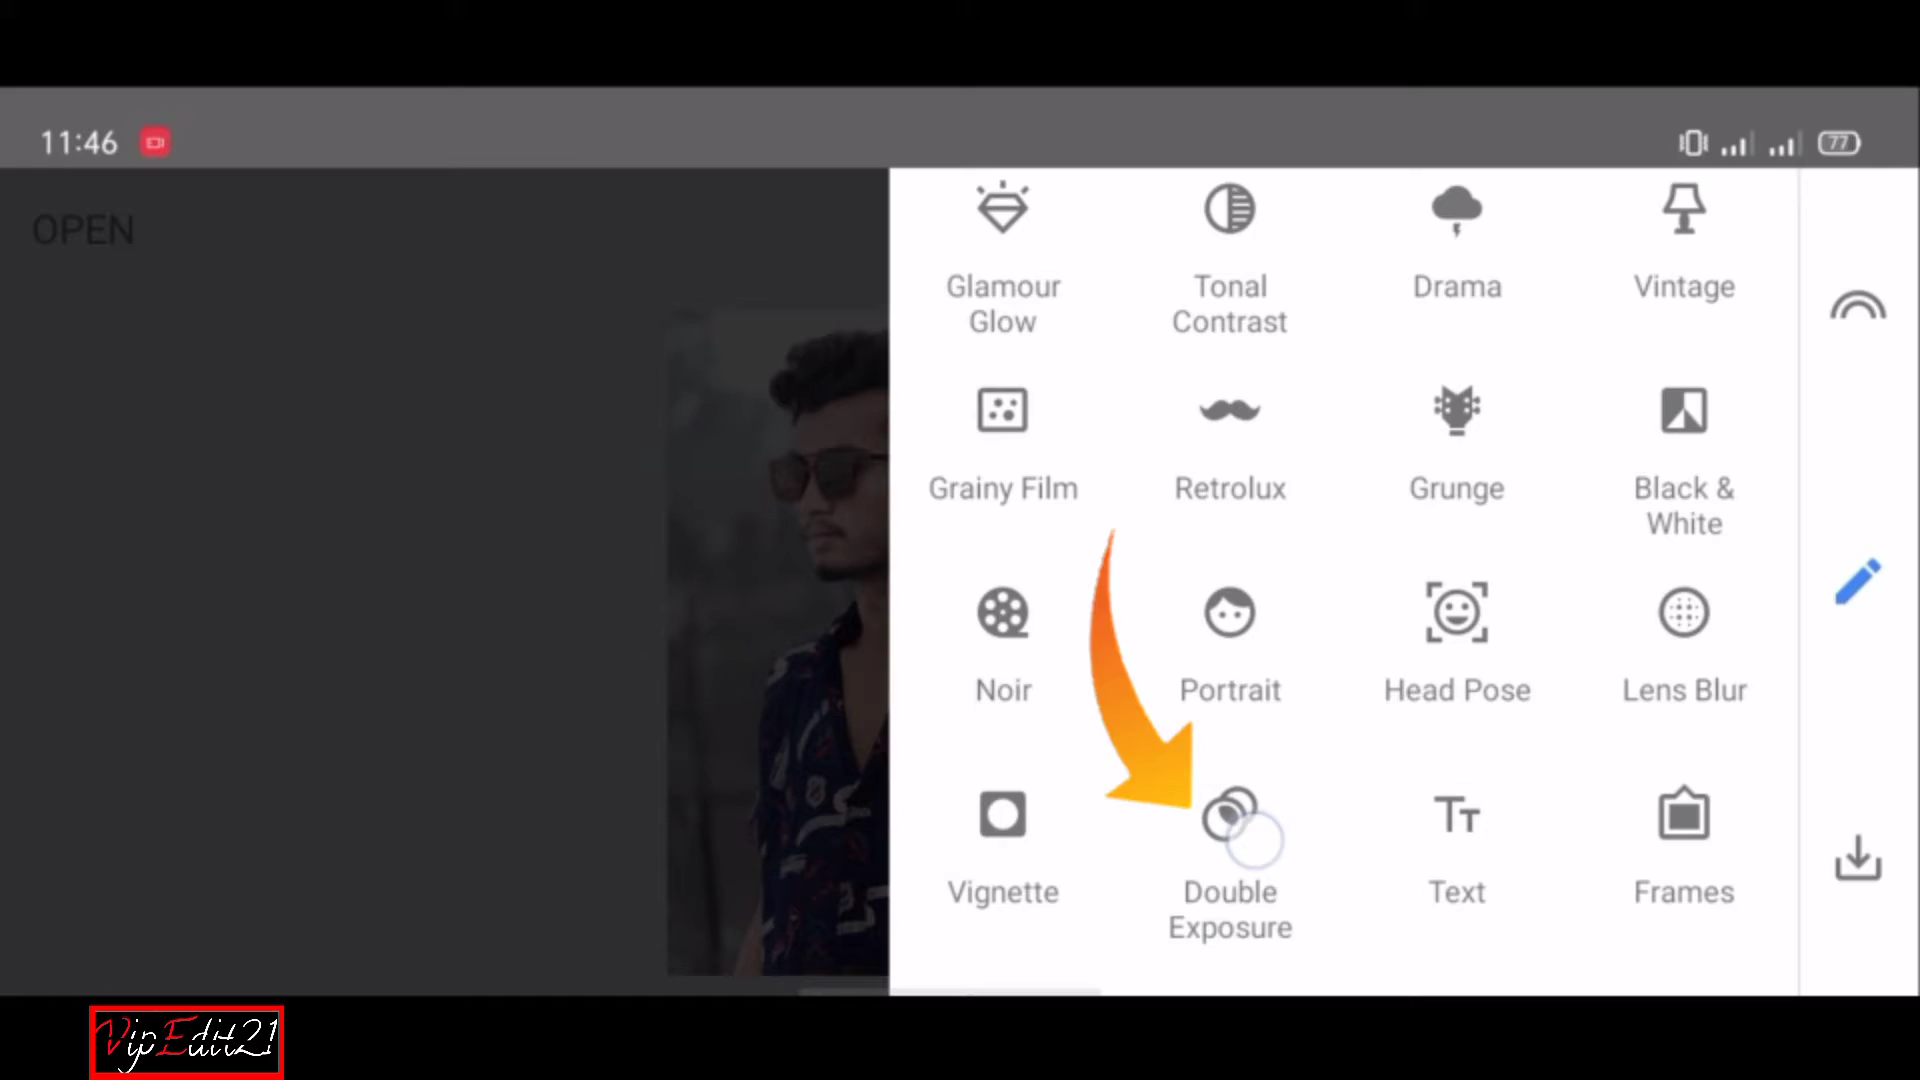 11:46
77
OPEN
Glamour
Glow
Tonal
Contrast
Drama
Vintage
Grainy Film
Retrolux
Grunge
Black &
White
Noir
Portrait
Head Pose
Lens Blur
Vignette
Double
Exposure
Text
Frames
VipEdit21